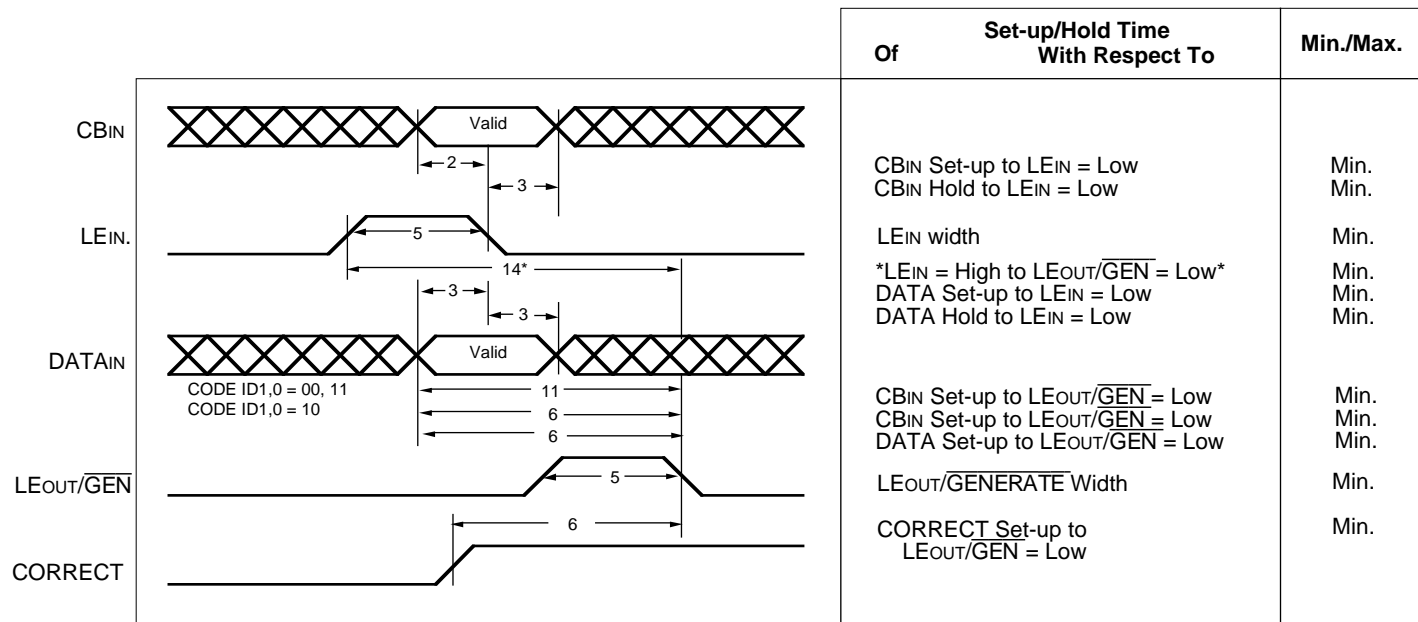 Set-up/Hold Time
Of With Respect To
Min./Max.
CBIN
Valid
2
3
CBIN Set-up to LEIN = Low Min.
CBIN Hold to LEIN = Low Min.
LEIN.
5
LEIN width Min.
14*
*LEIN = High to LEOUT/GEN = Low* Min.
3
DATA Set-up to LEIN = Low Min.
3
DATA Hold to LEIN = Low Min.
DATAIN
Valid
CODE ID1,0 = 00, 11
CODE ID1,0 = 10
11
CBIN Set-up to LEOUT/GEN = Low Min.
6
CBIN Set-up to LEOUT/GEN = Low Min.
6
DATA Set-up to LEOUT/GEN = Low Min.
LEOUT/GEN
5
LEOUT/GENERATE Width Min.
6
CORRECT Set-up to Min.
LEOUT/GEN = Low
CORRECT